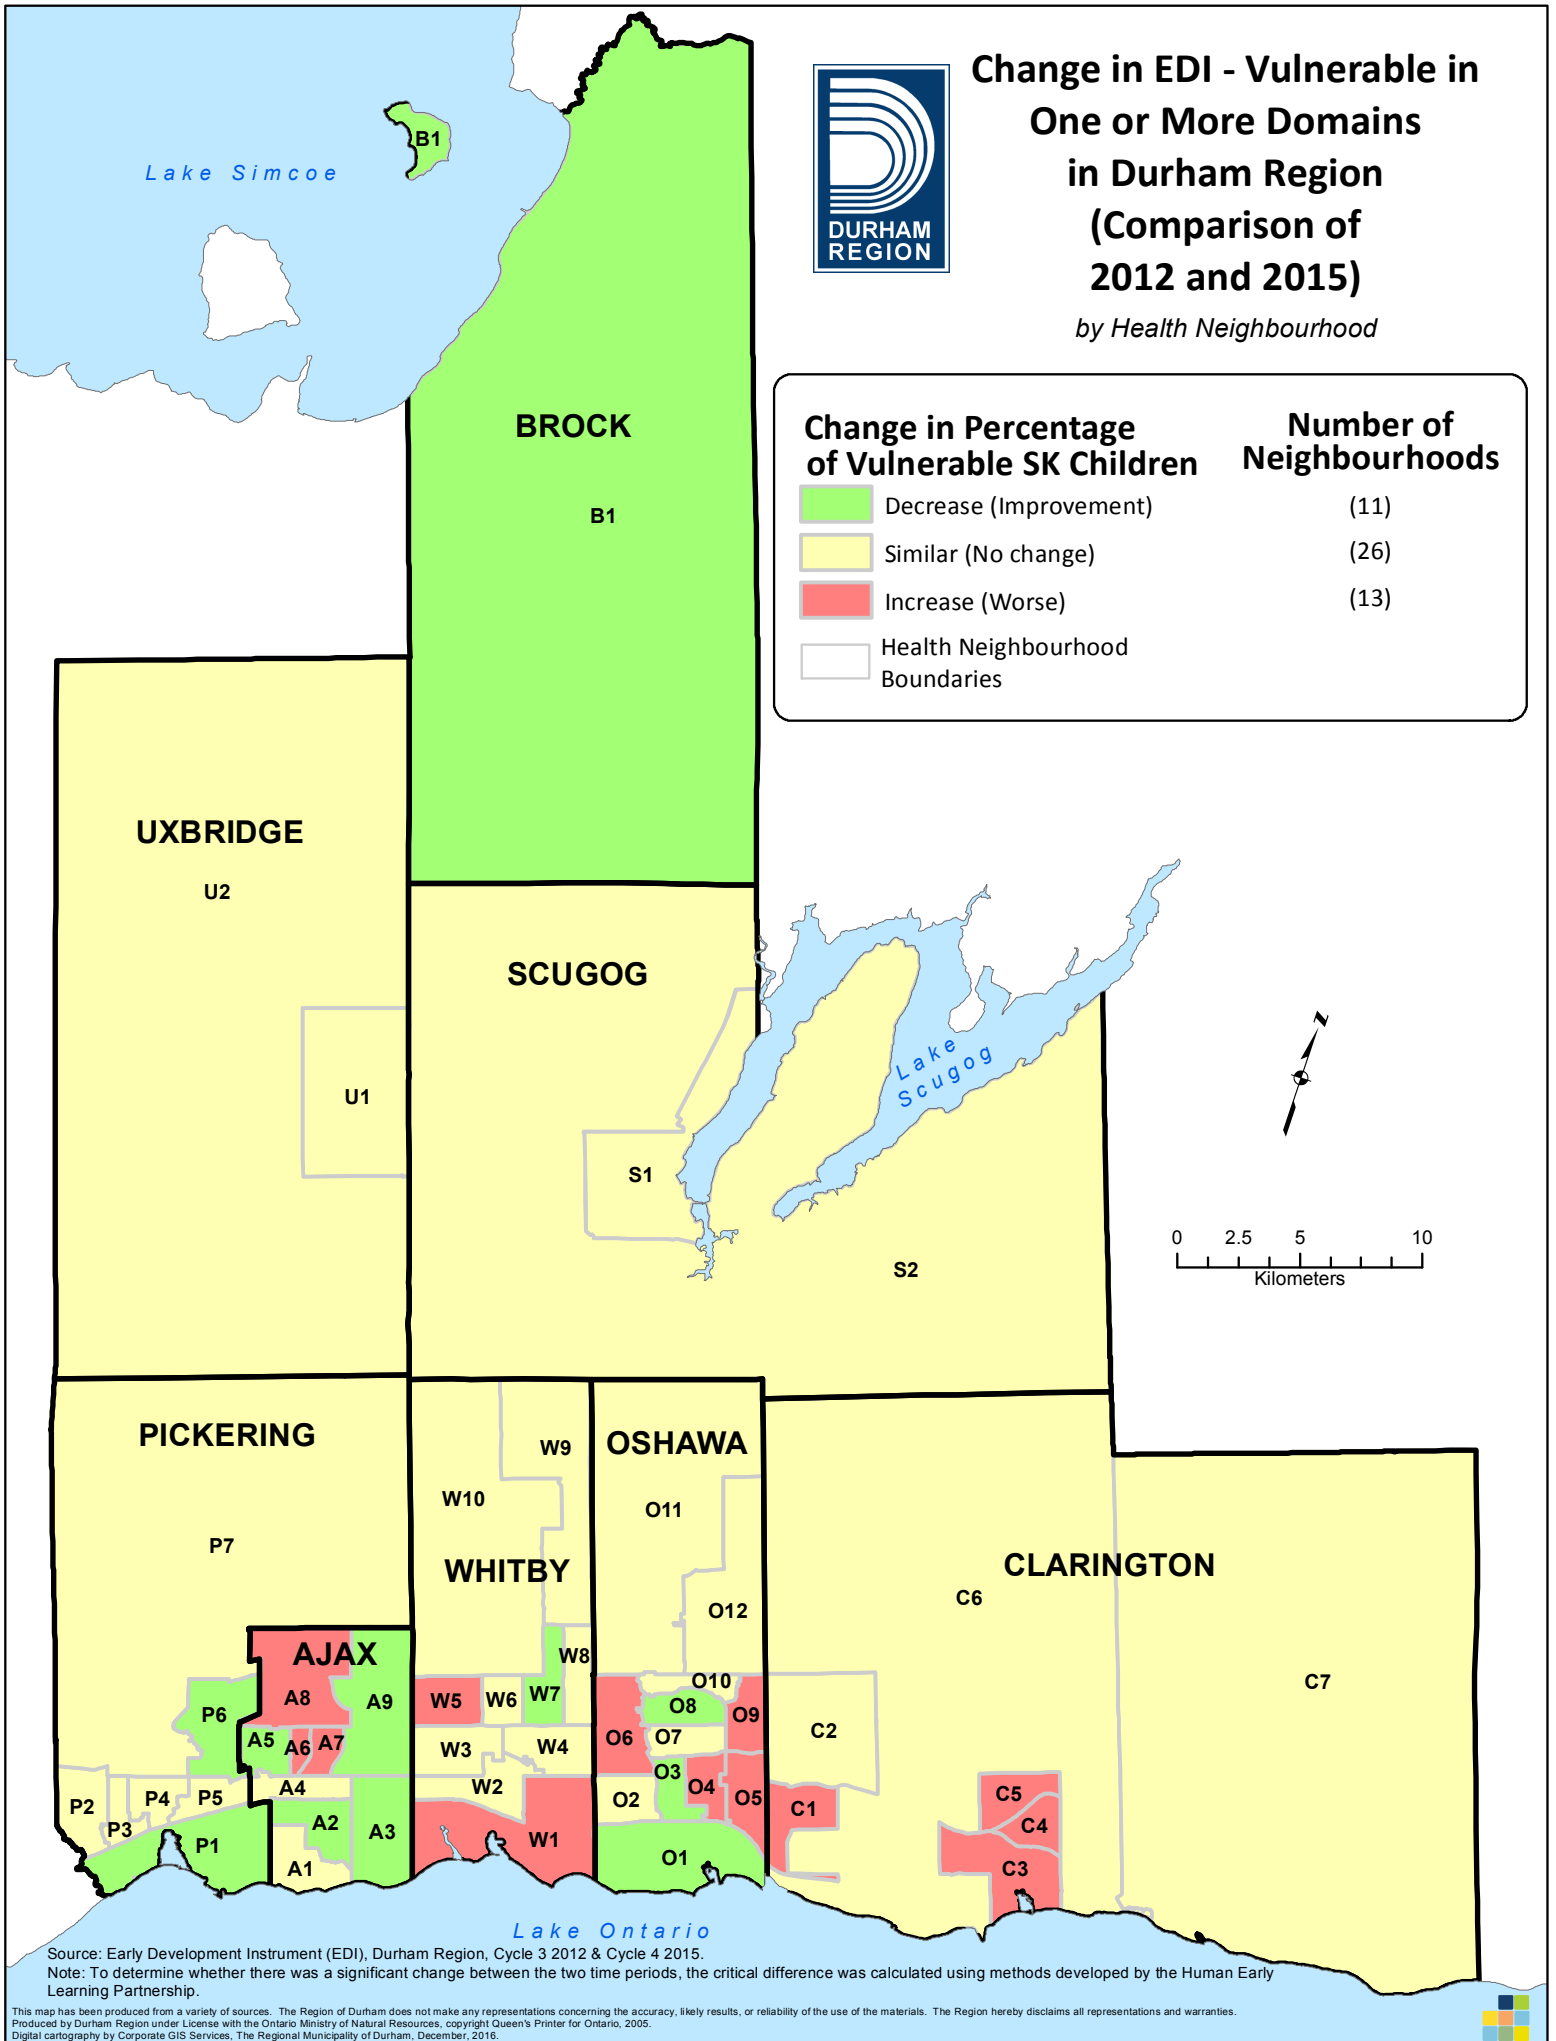 Change in EDI - Vulnerable in
One or More Domains
in Durham Region
(Comparison of
2012 and 2015)
by Health Neighbourhood
DURHAM
REGION
Change in Percentage
of Vulnerable SK Children
Number of
Neighbourhoods
Decrease (Improvement)
(11)
Similar (No change)
(26)
Increase (Worse)
(13)
Health Neighbourhood
Boundaries
Lake Simcoe
B1
BROCK
B1
UXBRIDGE
U2
U1
SCUGOG
S1
S2
Lake
Scugog
N
0 2.5 5 10
Kilometers
PICKERING
P7
P6
P2
P3
P4
P5
P1
AJAX
A8
A9
A5
A6
A7
A4
A2
A3
A1
W9
W10
WHITBY
W8
W5
W6
W7
W3
W4
W2
W1
OSHAWA
O11
O12
O10
O8
O9
O6
O7
O3
O4
O5
O2
O1
CLARINGTON
C6
C7
C2
C1
C5
C4
C3
Lake Ontario
Source: Early Development Instrument (EDI), Durham Region, Cycle 3 2012 & Cycle 4 2015.
Note: To determine whether there was a significant change between the two time periods, the critical difference was calculated using methods developed by the Human Early
Learning Partnership.
This map has been produced from a variety of sources. The Region of Durham does not make any representations concerning the accuracy, likely results, or reliability of the use of the materials. The Region hereby disclaims all representations and warranties.
Produced by Durham Region under License with the Ontario Ministry of Natural Resources, copyright Queen's Printer for Ontario, 2005.
Digital cartography by Corporate GIS Services, The Regional Municipality of Durham, December, 2016.